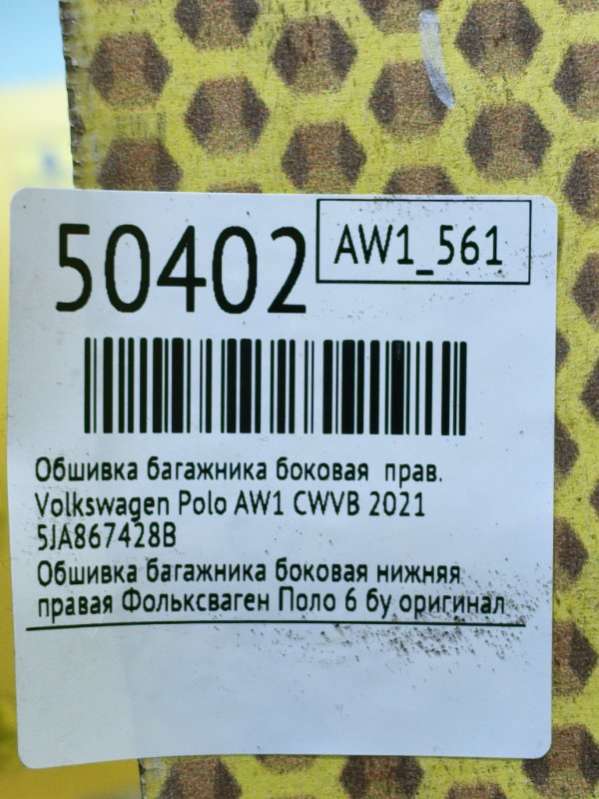 50402
AW1_561
Обшивка багажника боковая прав.
Volkswagen Polo AW1 CWVB 2021
5JA867428B
Обшивка багажника боковая нижняя
правая Фольксваген Поло 6 бу оригинал